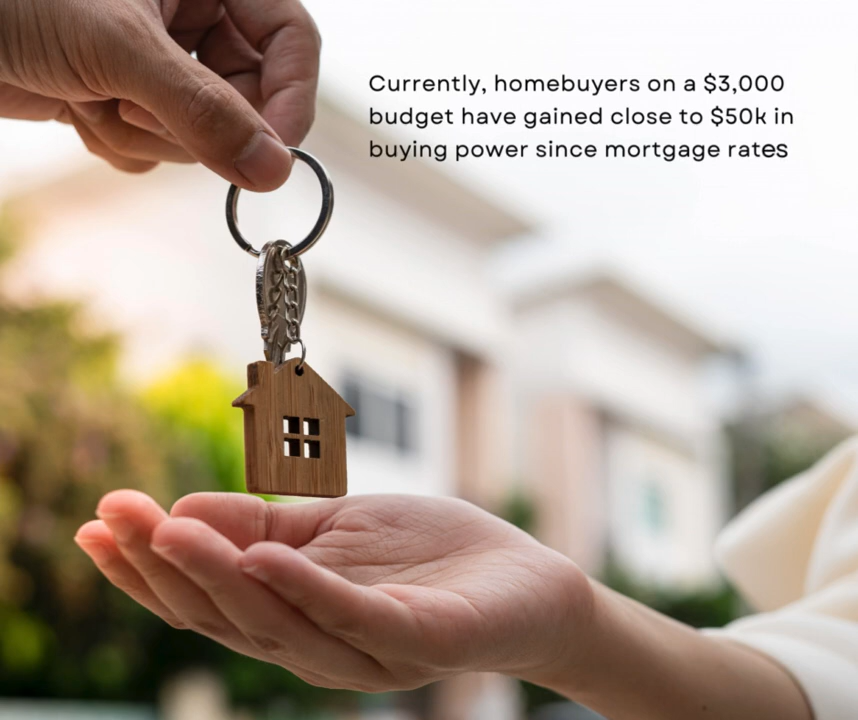 Currently, homebuyers on a $3,000
budget have gained close to $50k in
buying power since mortgage rates